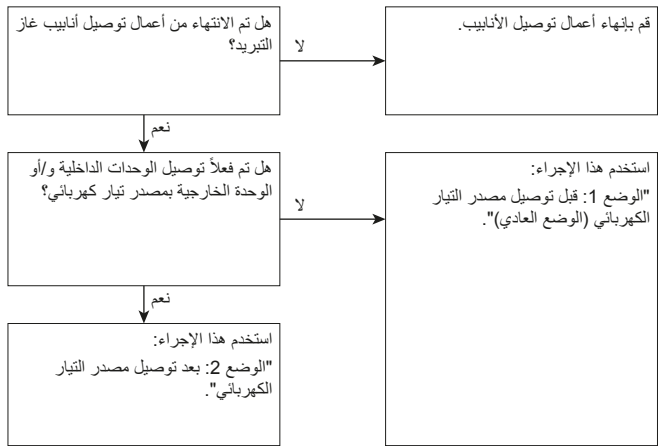 هل تم الانتهاء من أعمال توصيل أنابيب غاز
التبريد؟
لا
قم بإنهاء أعمال توصيل الأنابيب.
نعم
هل تم فعلاً توصيل الوحدات الداخلية و/أو
الوحدة الخارجية بمصدر تيار كهربائي؟
لا
استخدم هذا الإجراء:
"الوضع 1: قبل توصيل مصدر التيار
الكهربائي (الوضع العادي)".
نعم
استخدم هذا الإجراء:
"الوضع 2: بعد توصيل مصدر التيار
الكهربائي".